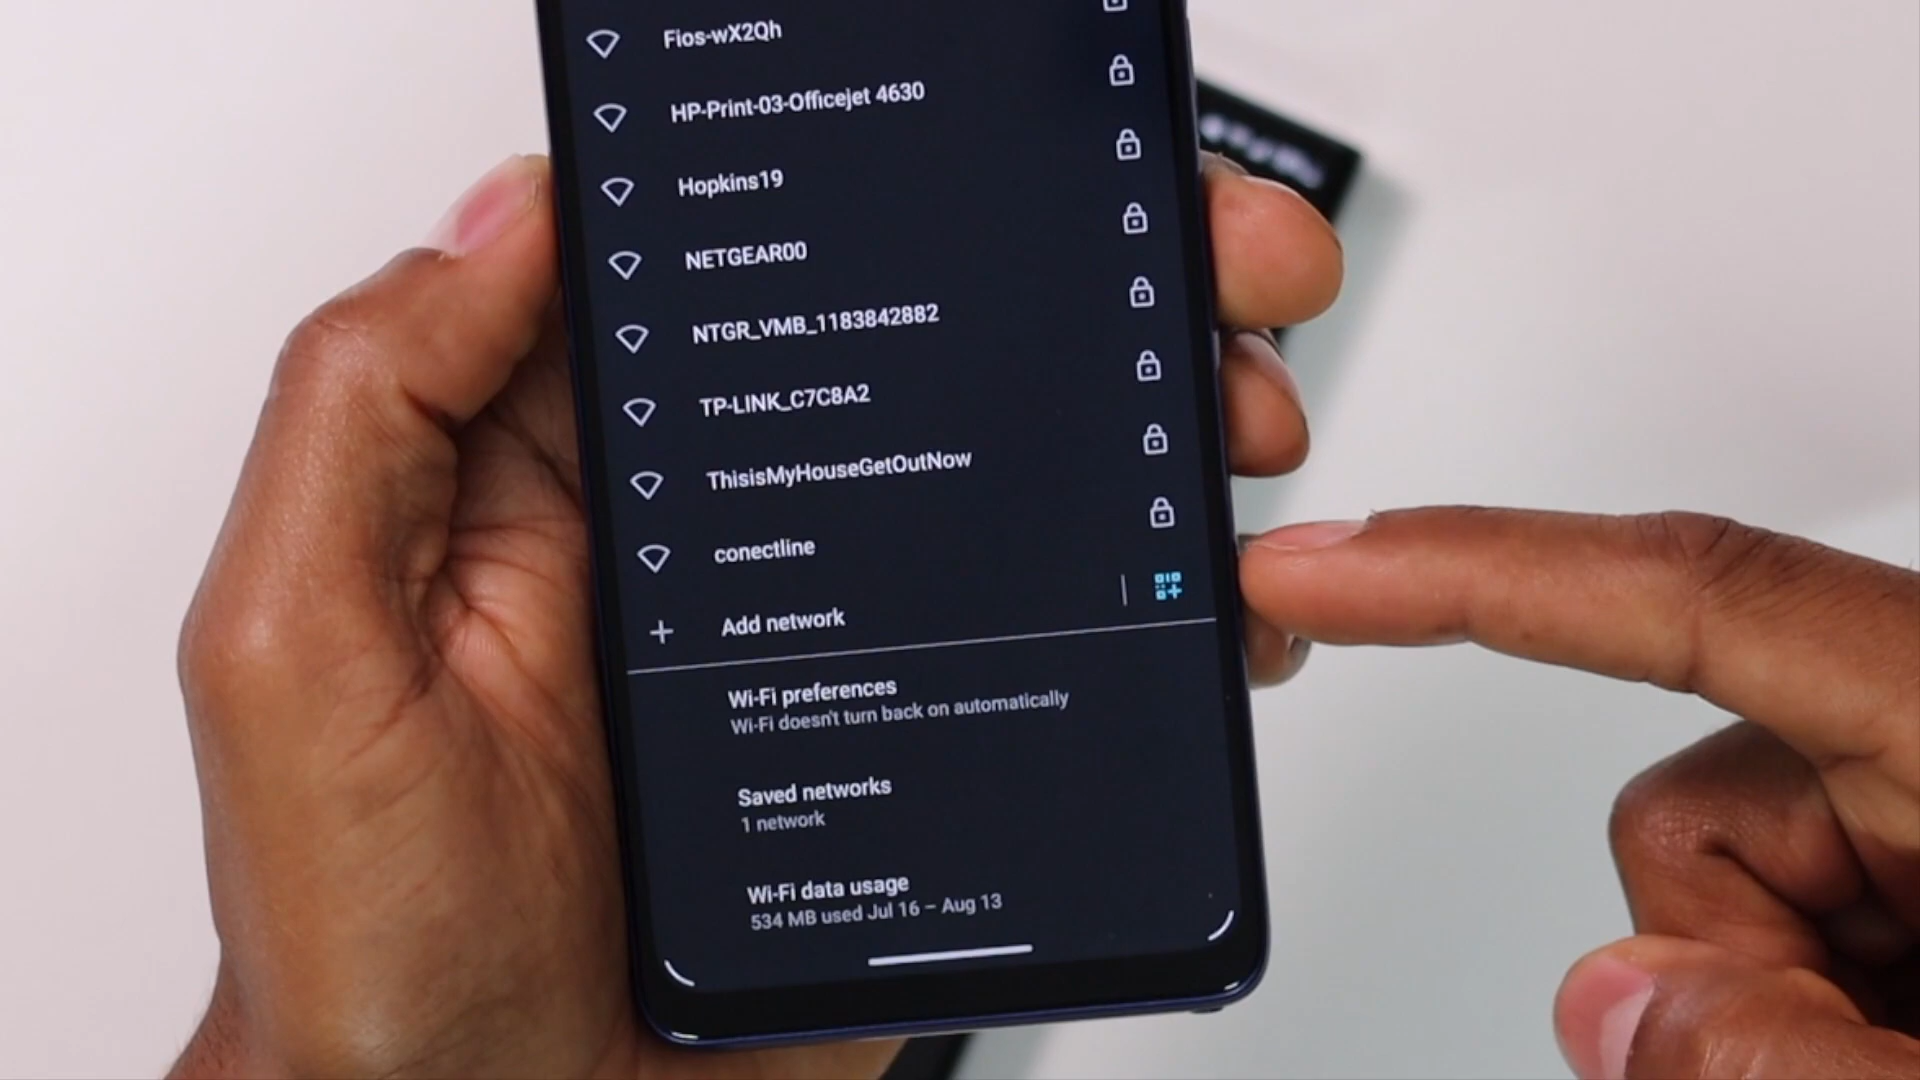 Fios-wX2Qh
HP-Print-03-Officejet 4630
Hopkins19
NETGEAR00
NTGR_VMB_1183842882
TP-LINK_C7C8A2
ThisisMyHouseGetOutNow
conectline
Add network
Wi-Fi preferences
Wi-Fi doesn't turn back on automatically
Saved networks
1 network
Wi-Fi data usage
534 MB used Jul 16 – Aug 13